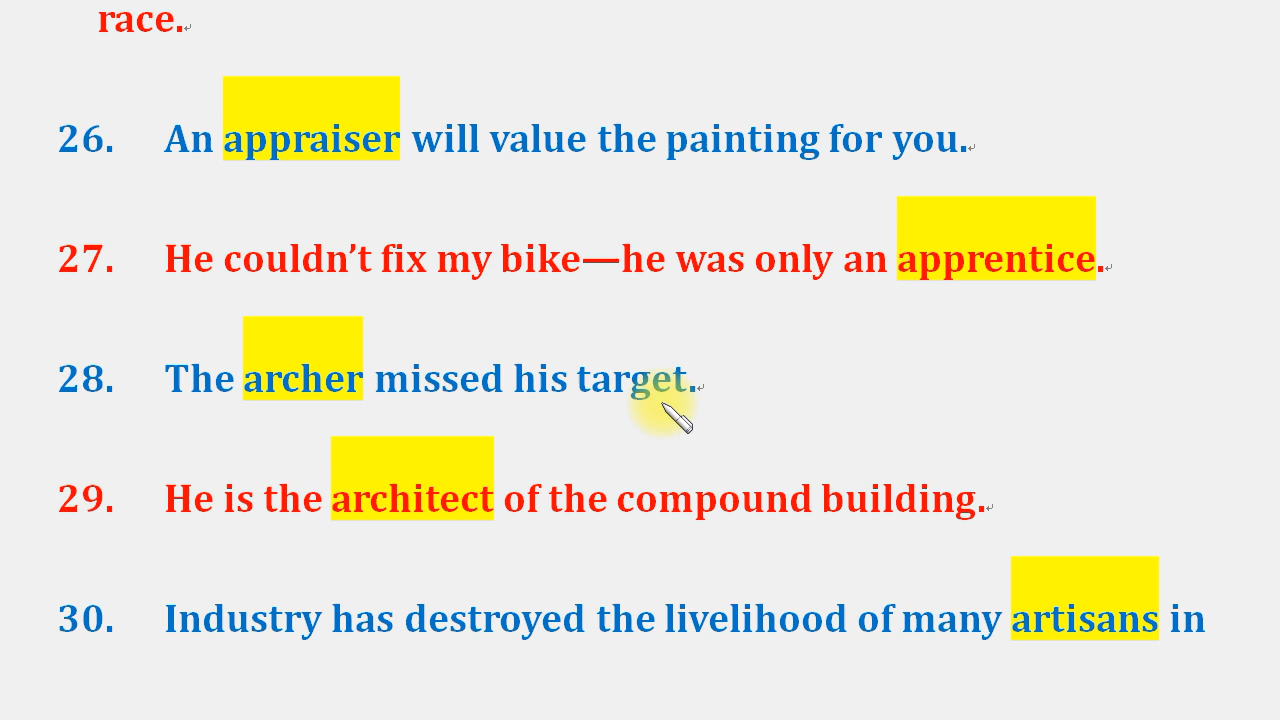 race.
26. An appraiser will value the painting for you.
27. He couldn’t fix my bike—he was only an apprentice.
28. The archer missed his target.
29. He is the architect of the compound building.
30. Industry has destroyed the livelihood of many artisans in